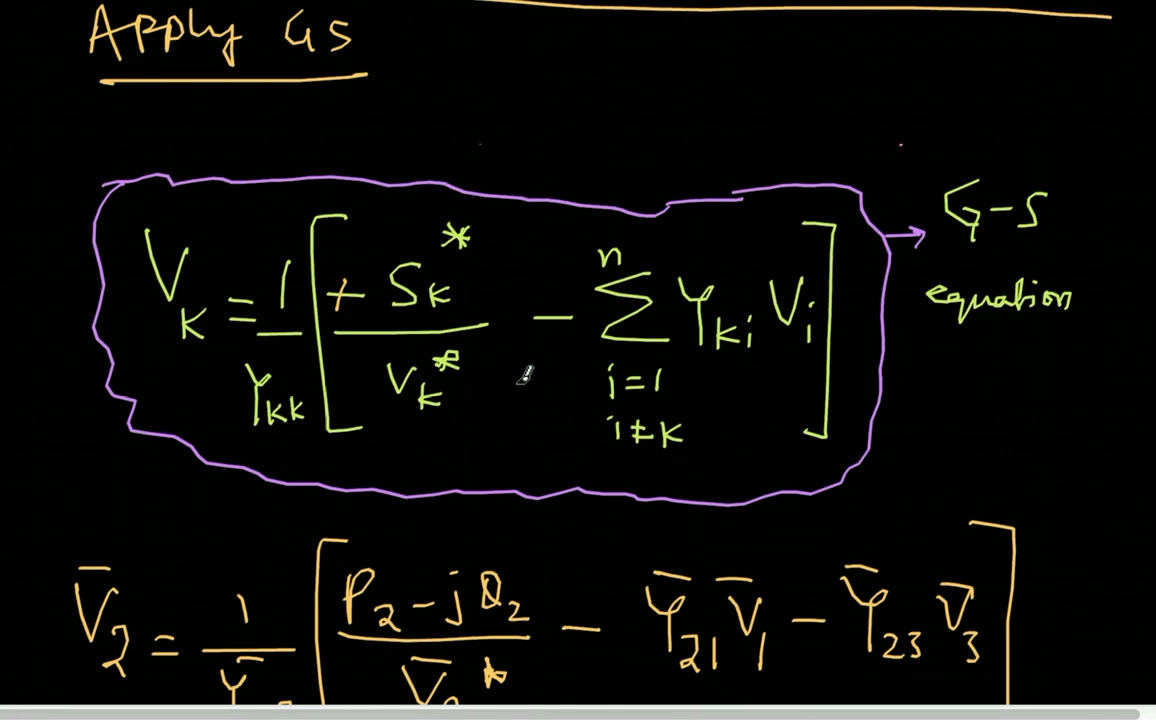 Apply GS
V_K = 1/Y_KK [ + S_K^* / V_K^* − Σ_{i=1, i≠K}^{n} Y_Ki V_i ] → G-S equation
V̄_2 = 1/Ȳ [ P_2 - jQ_2 / V̄_2^* − Ȳ_21 V̄_1 − Ȳ_23 V̄_3 ]